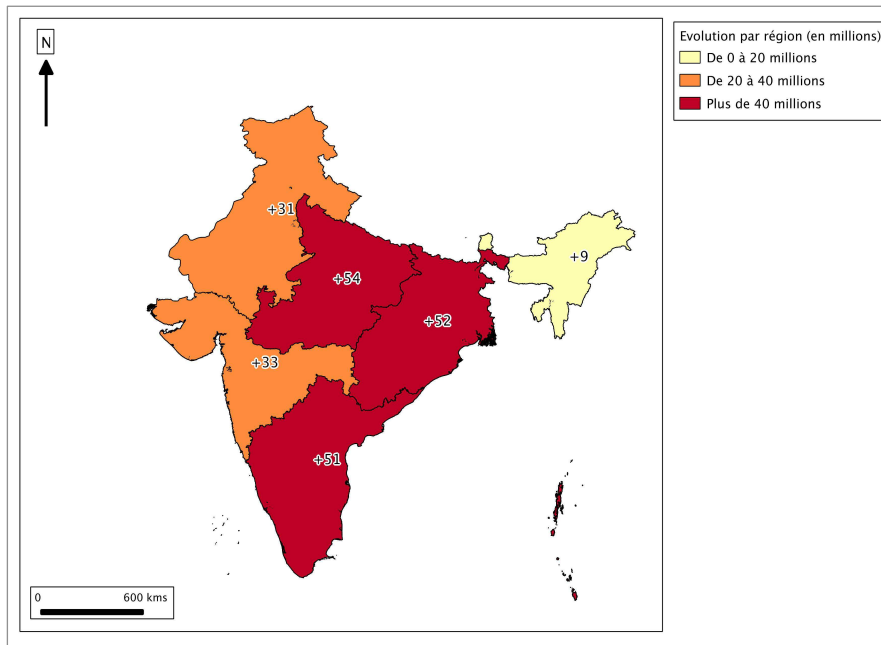 N
Evolution par région (en millions)
De 0 à 20 millions
De 20 à 40 millions
Plus de 40 millions
+31
+9
+54
+52
+33
+51
0 600 kms